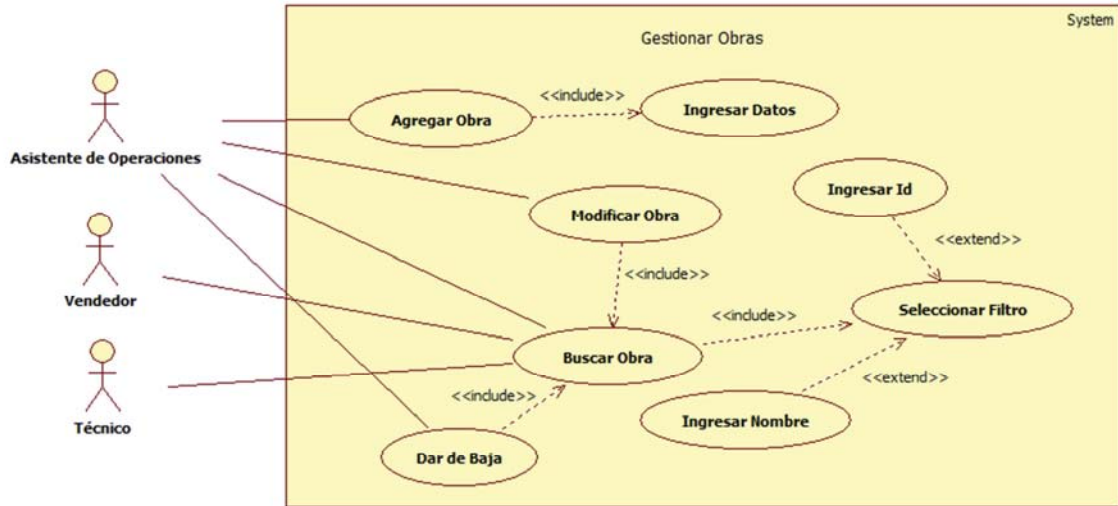 System
Gestionar Obras
Asistente de Operaciones
Agregar Obra
<<include>>
Ingresar Datos
Modificar Obra
Ingresar Id
<<extend>>
<<include>>
Vendedor
Buscar Obra
<<include>>
Seleccionar Filtro
Técnico
<<include>>
<<extend>>
Dar de Baja
Ingresar Nombre